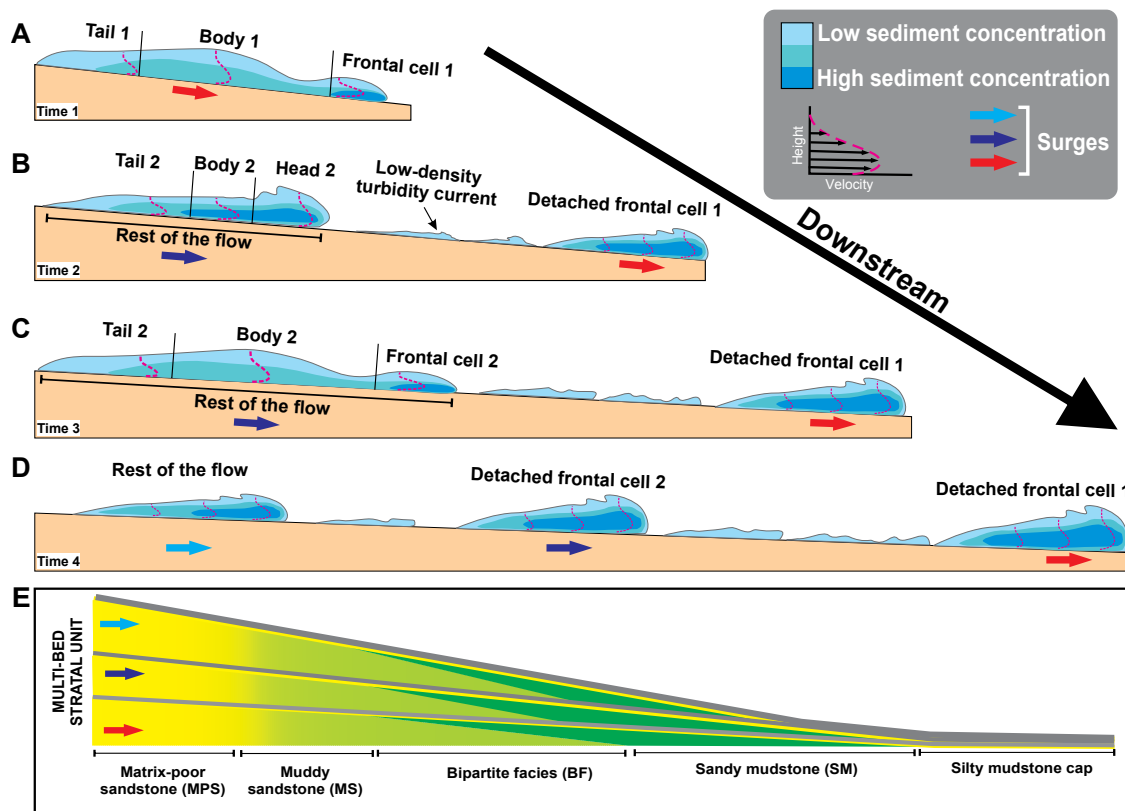 A
Tail 1
Body 1
Frontal cell 1
Time 1
Low sediment concentration
High sediment concentration
Height
Velocity
Surges
Downstream
B
Tail 2
Body 2
Head 2
Low-density
turbidity current
Detached frontal cell 1
Rest of the flow
Time 2
C
Tail 2
Body 2
Frontal cell 2
Detached frontal cell 1
Rest of the flow
Time 3
D
Rest of the flow
Detached frontal cell 2
Detached frontal cell 1
Time 4
E
MULTI-BED
STRATAL UNIT
Matrix-poor
sandstone (MPS)
Muddy
sandstone (MS)
Bipartite facies (BF)
Sandy mudstone (SM)
Silty mudstone cap